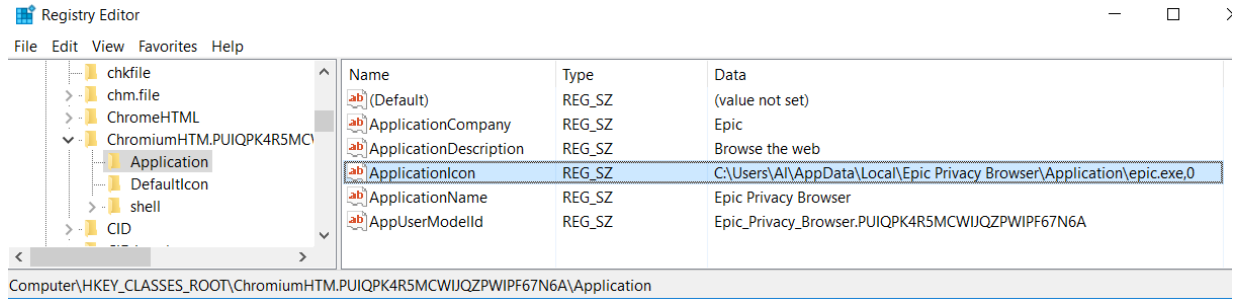 Registry Editor
File Edit View Favorites Help
chkfile
chm.file
ChromeHTML
ChromiumHTM.PUIQPK4R5MCW
Application
DefaultIcon
shell
CID
Name Type Data
(Default) REG_SZ (value not set)
ApplicationCompany REG_SZ Epic
ApplicationDescription REG_SZ Browse the web
ApplicationIcon REG_SZ C:\Users\Al\AppData\Local\Epic Privacy Browser\Application\epic.exe,0
ApplicationName REG_SZ Epic Privacy Browser
AppUserModelId REG_SZ Epic_Privacy_Browser.PUIQPK4R5MCWIJQZPWIPF67N6A
Computer\HKEY_CLASSES_ROOT\ChromiumHTM.PUIQPK4R5MCWIJQZPWIPF67N6A\Application